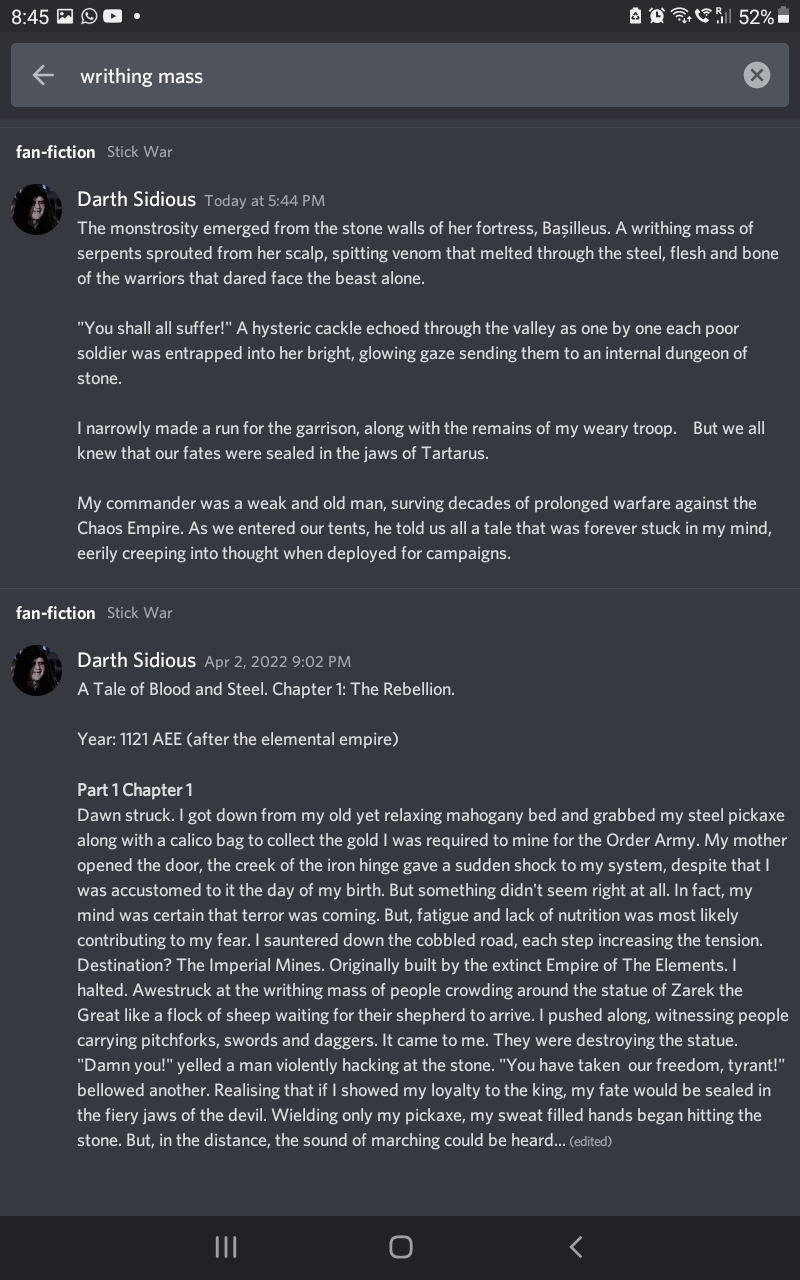 8:45
R
52%
writhing mass
fan-fiction Stick War
Darth Sidious Today at 5:44 PM
The monstrosity emerged from the stone walls of her fortress, Bașilleus. A writhing mass of
serpents sprouted from her scalp, spitting venom that melted through the steel, flesh and bone
of the warriors that dared face the beast alone.
"You shall all suffer!" A hysteric cackle echoed through the valley as one by one each poor
soldier was entrapped into her bright, glowing gaze sending them to an internal dungeon of
stone.
I narrowly made a run for the garrison, along with the remains of my weary troop. But we all
knew that our fates were sealed in the jaws of Tartarus.
My commander was a weak and old man, surving decades of prolonged warfare against the
Chaos Empire. As we entered our tents, he told us all a tale that was forever stuck in my mind,
eerily creeping into thought when deployed for campaigns.
fan-fiction Stick War
Darth Sidious Apr 2, 2022 9:02 PM
A Tale of Blood and Steel. Chapter 1: The Rebellion.
Year: 1121 AEE (after the elemental empire)
Part 1 Chapter 1
Dawn struck. I got down from my old yet relaxing mahogany bed and grabbed my steel pickaxe
along with a calico bag to collect the gold I was required to mine for the Order Army. My mother
opened the door, the creek of the iron hinge gave a sudden shock to my system, despite that I
was accustomed to it the day of my birth. But something didn't seem right at all. In fact, my
mind was certain that terror was coming. But, fatigue and lack of nutrition was most likely
contributing to my fear. I sauntered down the cobbled road, each step increasing the tension.
Destination? The Imperial Mines. Originally built by the extinct Empire of The Elements. I
halted. Awestruck at the writhing mass of people crowding around the statue of Zarek the
Great like a flock of sheep waiting for their shepherd to arrive. I pushed along, witnessing people
carrying pitchforks, swords and daggers. It came to me. They were destroying the statue.
"Damn you!" yelled a man violently hacking at the stone. "You have taken our freedom, tyrant!"
bellowed another. Realising that if I showed my loyalty to the king, my fate would be sealed in
the fiery jaws of the devil. Wielding only my pickaxe, my sweat filled hands began hitting the
stone. But, in the distance, the sound of marching could be heard... (edited)